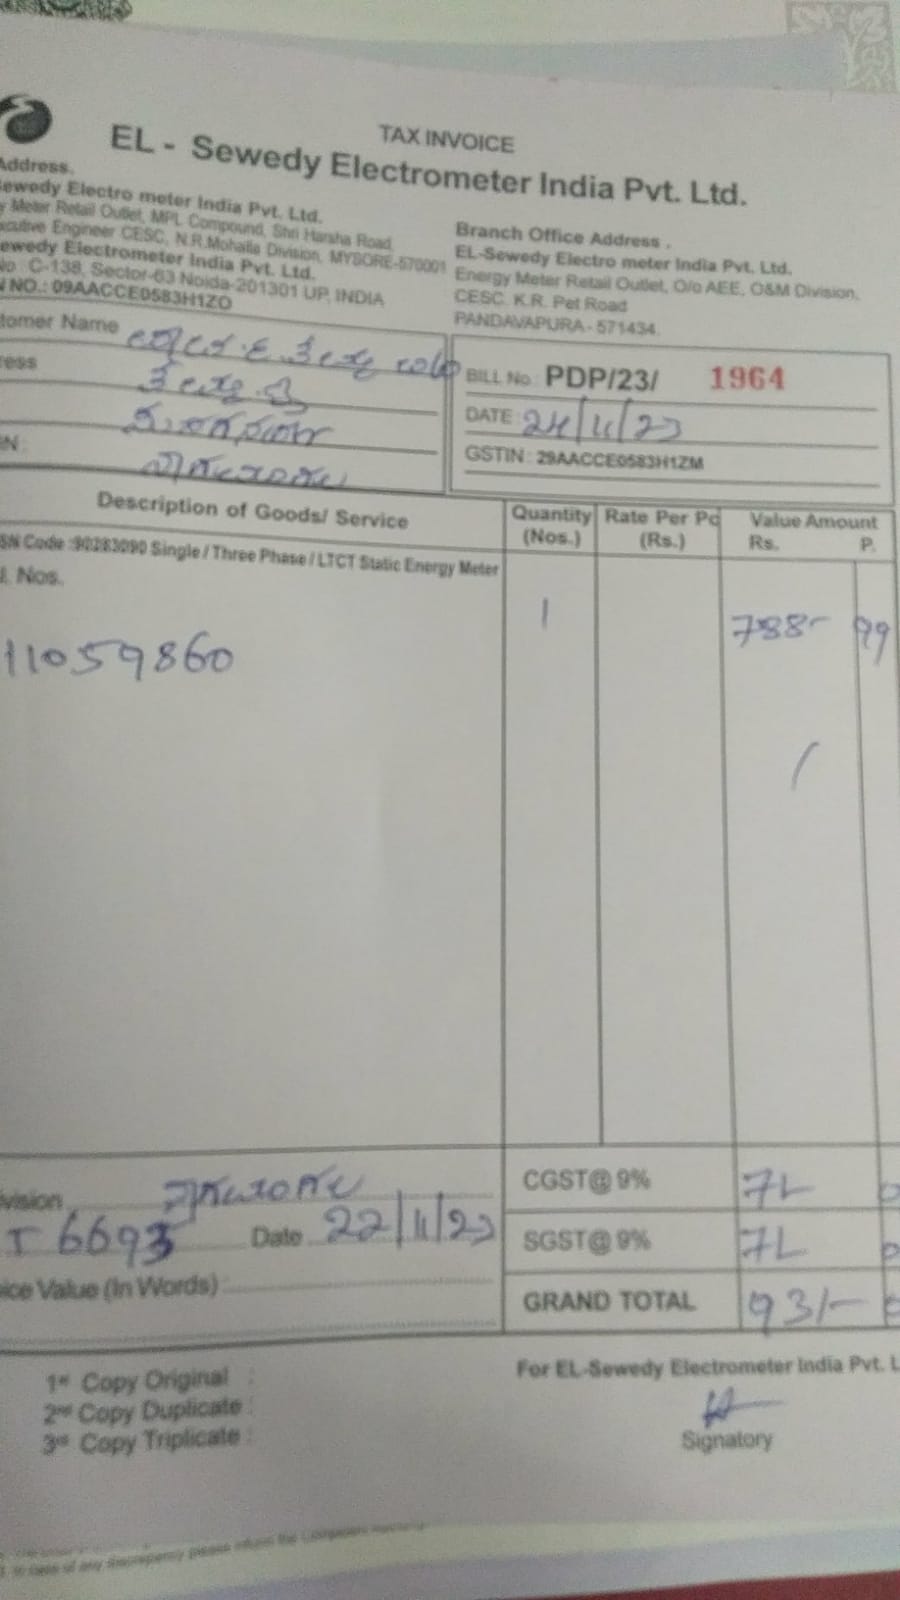 TAX INVOICE
EL - Sewedy Electrometer India Pvt. Ltd.
Address.
Sewedy Electro meter India Pvt. Ltd.
y Meter Retail Outlet, MPL Compound, Shri Harsha Road,
xecutive Engineer CESC, N.R.Mohalla Division, MYSORE-570001
ewedy Electrometer India Pvt. Ltd.
No : C-138, Sector-63 Noida-201301 UP, INDIA
N NO.: 09AACCE0583H1ZO
Branch Office Address .
EL-Sewedy Electro meter India Pvt. Ltd.
Energy Meter Retail Outlet, O/o AEE, O&M Division,
CESC. K.R. Pet Road
PANDAVAPURA - 571434.
tomer Name
ress
N:
BILL No.: PDP/23/ 1964
DATE: 24/11/23
GSTIN: 29AACCE0583H1ZM
Description of Goods/ Service
Quantity (Nos.)
Rate Per Pc (Rs.)
Value Amount
Rs. P.
SN Code :90283090 Single / Three Phase / LTCT Static Energy Meter
l. Nos.
11059860
1
788- 99
vision
CGST@ 9% 71
6693 Date 22/11/23
SGST@ 9% 71
ice Value (In Words)
GRAND TOTAL 931/-
1st Copy Original :
2nd Copy Duplicate :
3rd Copy Triplicate :
For EL-Sewedy Electrometer India Pvt. L
Signatory